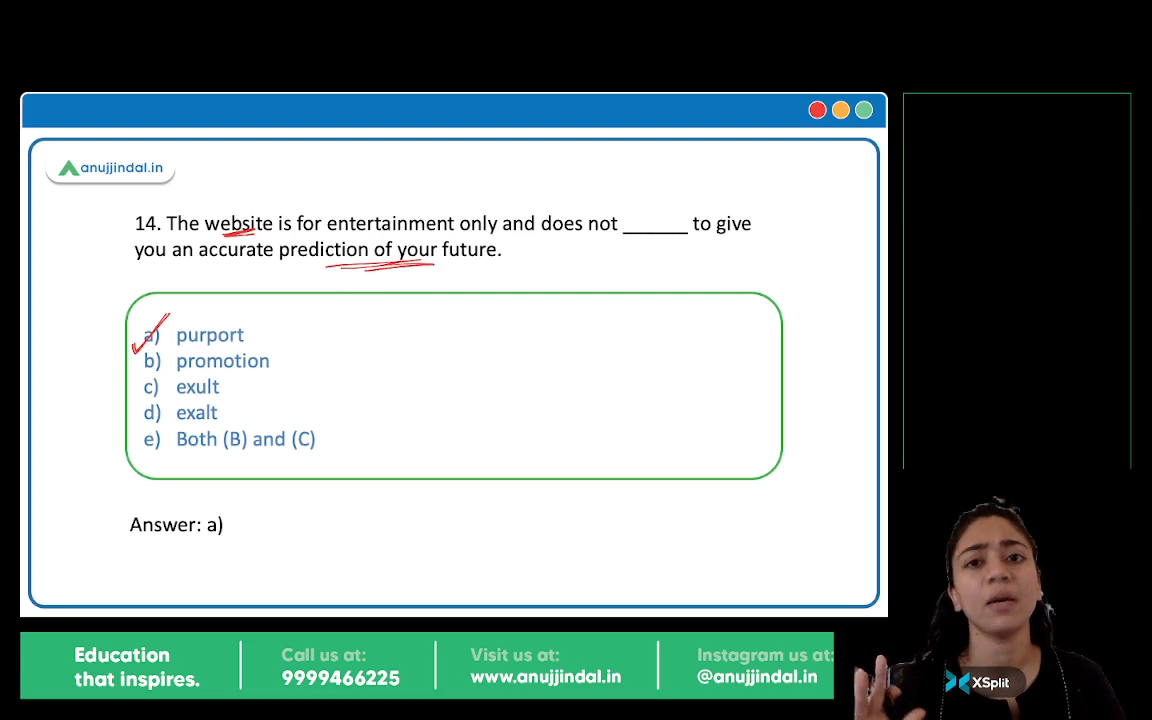 anujjindal.in
14. The website is for entertainment only and does not ______ to give
you an accurate prediction of your future.
a) purport
b) promotion
c) exult
d) exalt
e) Both (B) and (C)
Answer: a)
Education
that inspires.
Call us at:
9999466225
Visit us at:
www.anujjindal.in
Instagram us at:
@anujjindal.in
XSplit